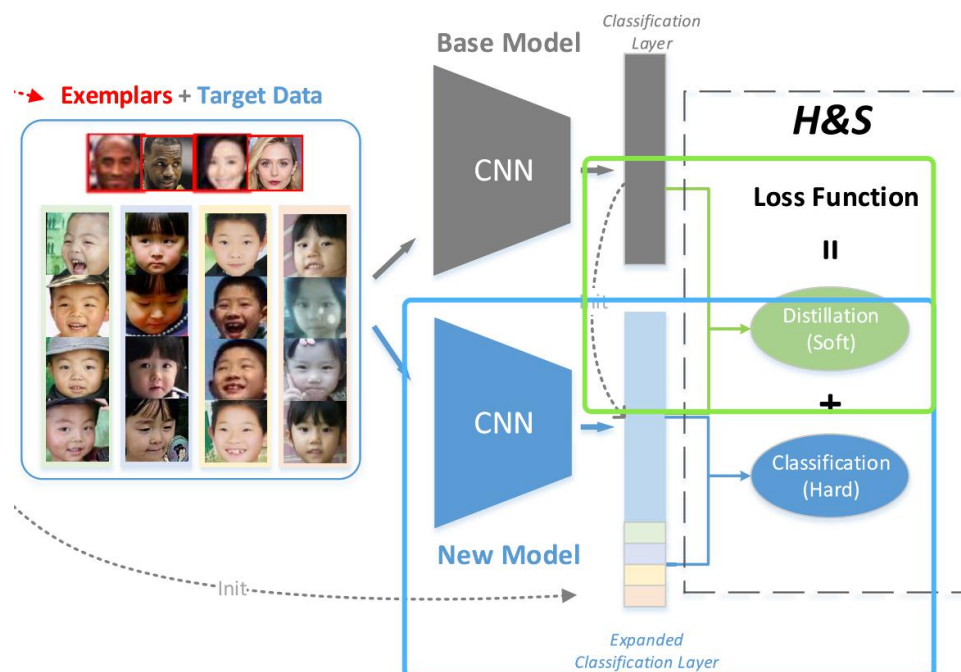 Classification
Layer
Base Model
Exemplars + Target Data
H&S
CNN
Loss Function
=
Init
Distillation
(Soft)
+
CNN
Classification
(Hard)
New Model
Init
Expanded
Classification Layer